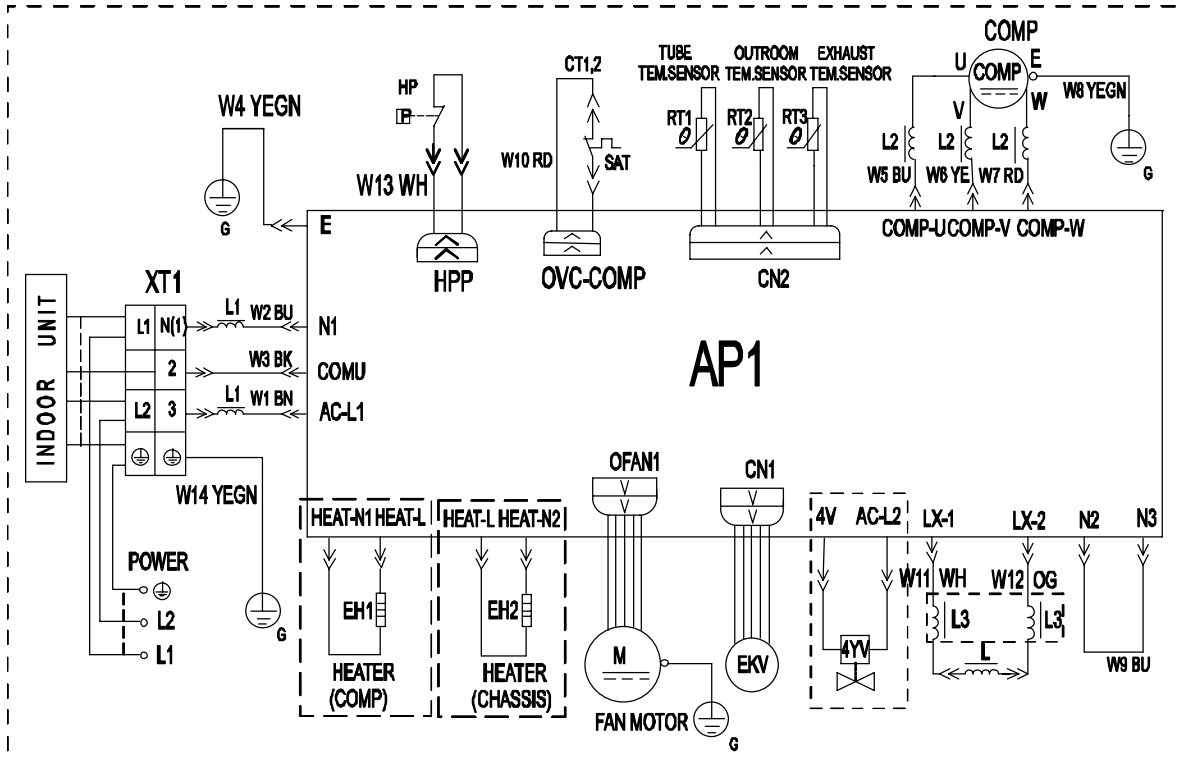 COMP
TUBE
TEM.SENSOR
OUTROOM
TEM.SENSOR
EXHAUST
TEM.SENSOR
CT1,2
HP
P
U
COMP
E
W8 YEGN
W4 YEGN
RT1
RT2
RT3
V
W
L2
L2
L2
W10 RD
SAT
W13 WH
W5 BU
W6 YE
W7 RD
G
G
E
HPP
OVC-COMP
CN2
COMP-U
COMP-V
COMP-W
INDOOR UNIT
XT1
L1
N(1)
L1
W2 BU
N1
2
W3 BK
COMU
AP1
L2
3
L1
W1 BN
AC-L1
W14 YEGN
OFAN1
CN1
HEAT-N1
HEAT-L
HEAT-L
HEAT-N2
4V
AC-L2
LX-1
LX-2
N2
N3
POWER
W11
WH
W12
OG
L2
L1
G
EH1
EH2
M
EKV
4YV
L3
L3
L
W9 BU
HEATER
(COMP)
HEATER
(CHASSIS)
FAN MOTOR
G